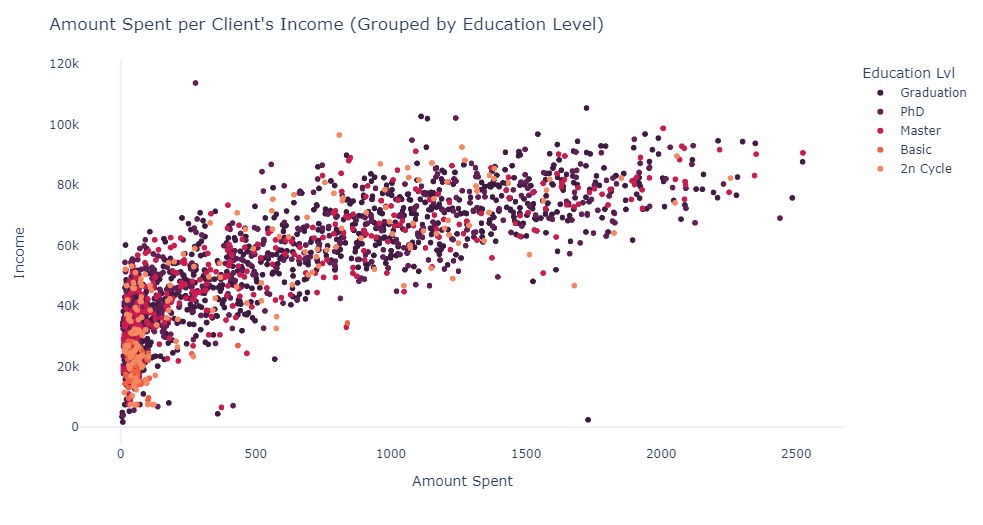 Amount Spent per Client's Income (Grouped by Education Level)
120k
100k
80k
60k
40k
20k
0
Income
0 500 1000 1500 2000 2500
Amount Spent
Education Lvl
Graduation
PhD
Master
Basic
2n Cycle